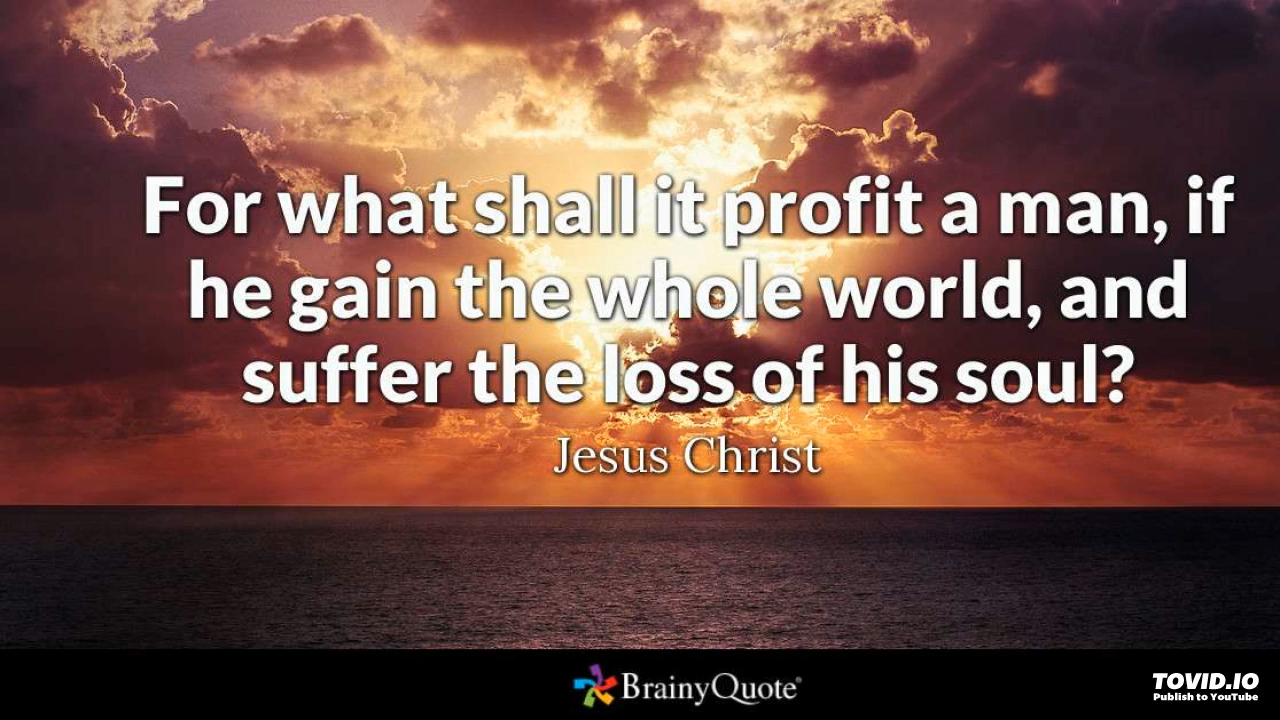 For what shall it profit a man, if
he gain the whole world, and
suffer the loss of his soul?
Jesus Christ
BrainyQuote®
TOVID.IO
Publish to YouTube